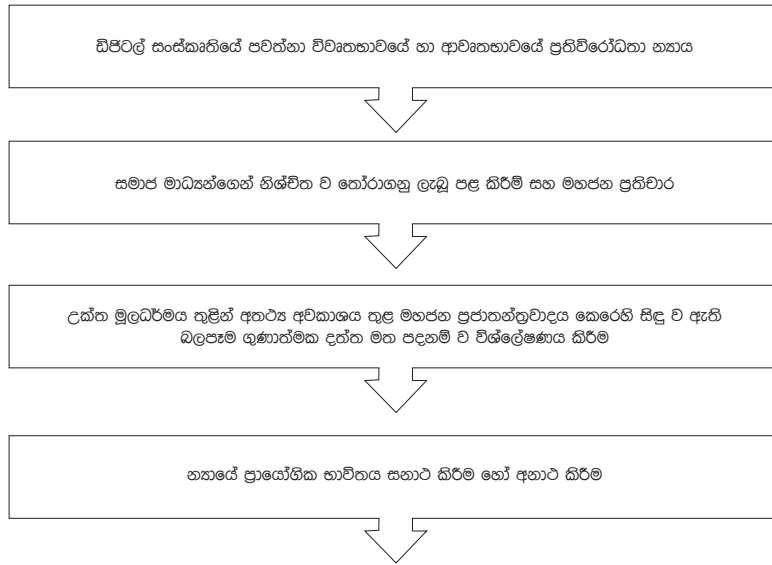 ඩිජිටල් සංස්කෘතියේ පවත්නා විවෘතභාවයේ හා ආවෘතභාවයේ ප්‍රතිවිරෝධතා න්‍යාය
සමාජ මාධ්‍යන්ගෙන් නිශ්චිත ව තෝරාගනු ලැබූ පළ කිරීම් සහ මහජන ප්‍රතිචාර
උක්ත මූලධර්මය තුළින් අතථ්‍ය අවකාශය තුළ මහජන ප්‍රජාතන්ත්‍රවාදය කෙරෙහි සිඳු ව ඇති
බලපෑම ගුණාත්මක දත්ත මත පදනම් ව විශ්ලේෂණය කිරීම
න්‍යායේ ප්‍රායෝගික භාවිතය සනාථ කිරීම හෝ අනාථ කිරීම